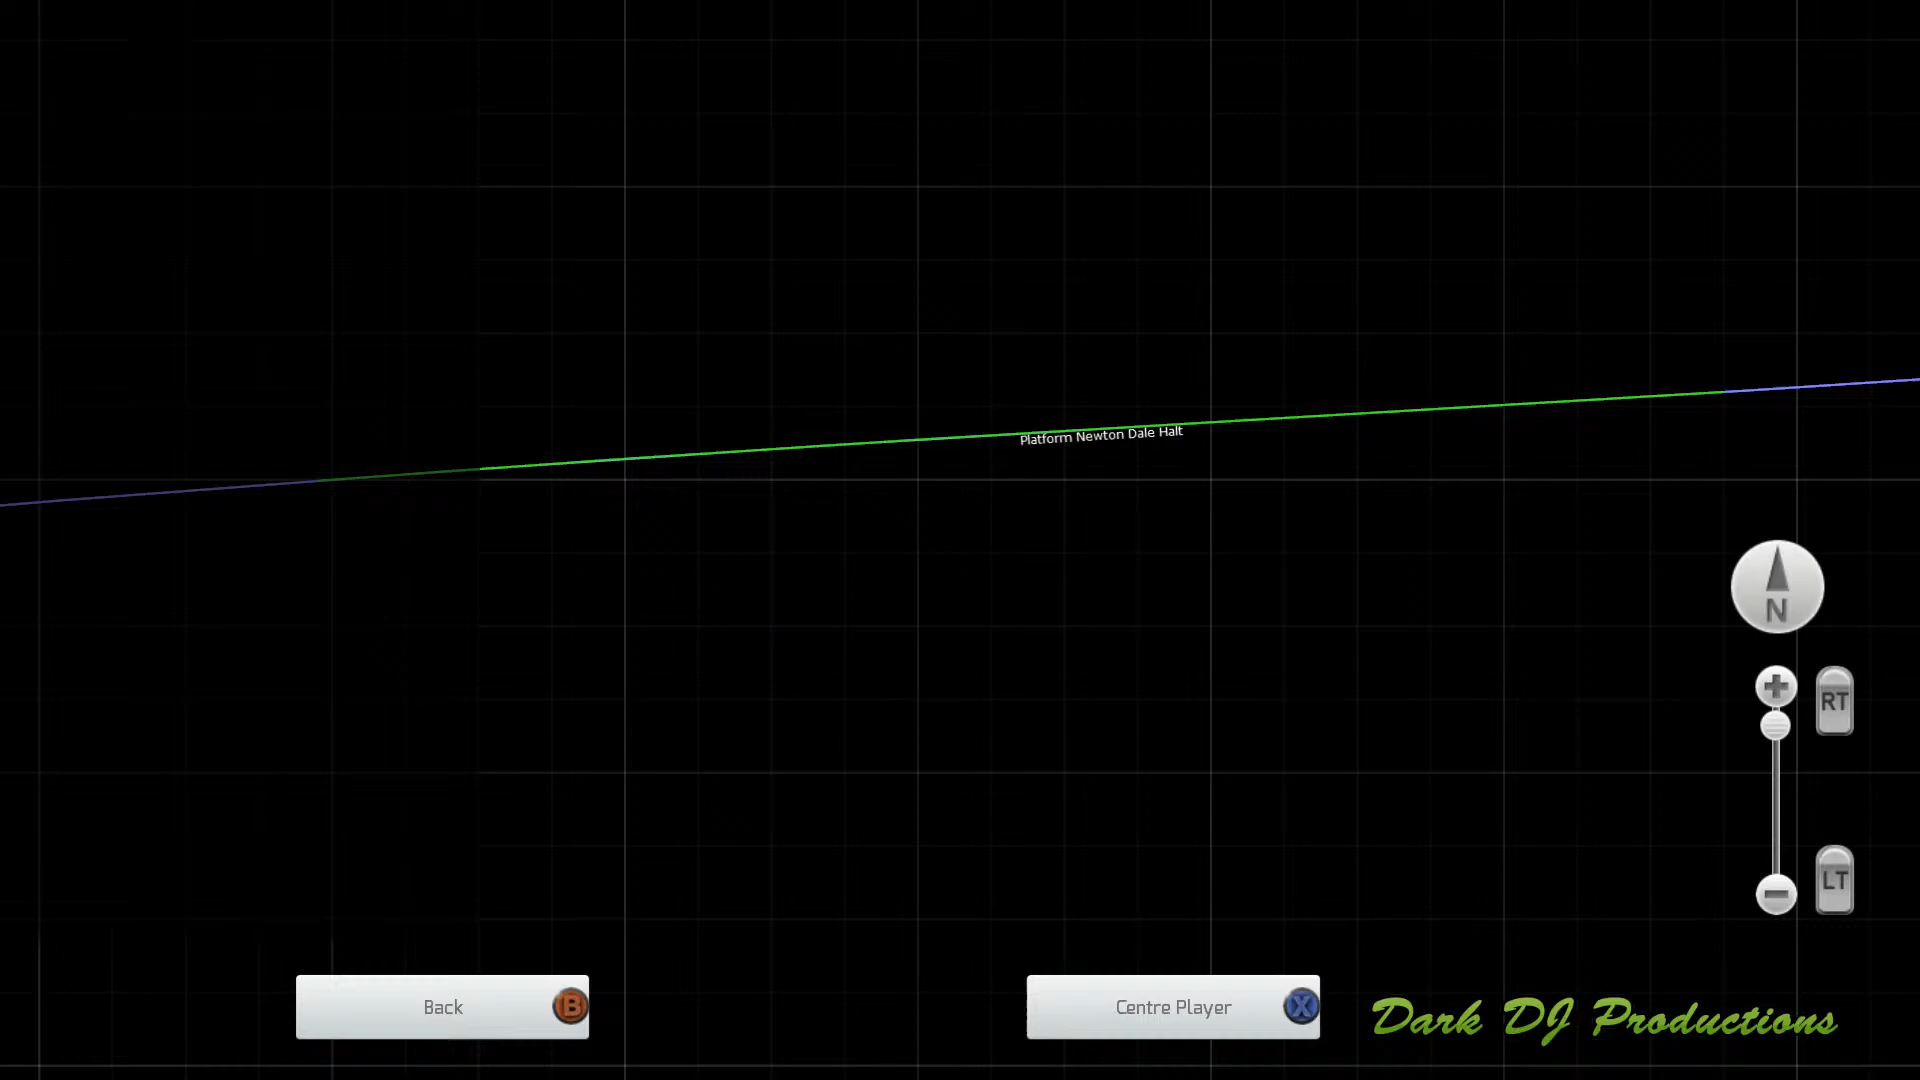 Platform Newton Dale Halt
N
RT
LT
Back B
Centre Player X
Dark DJ Productions